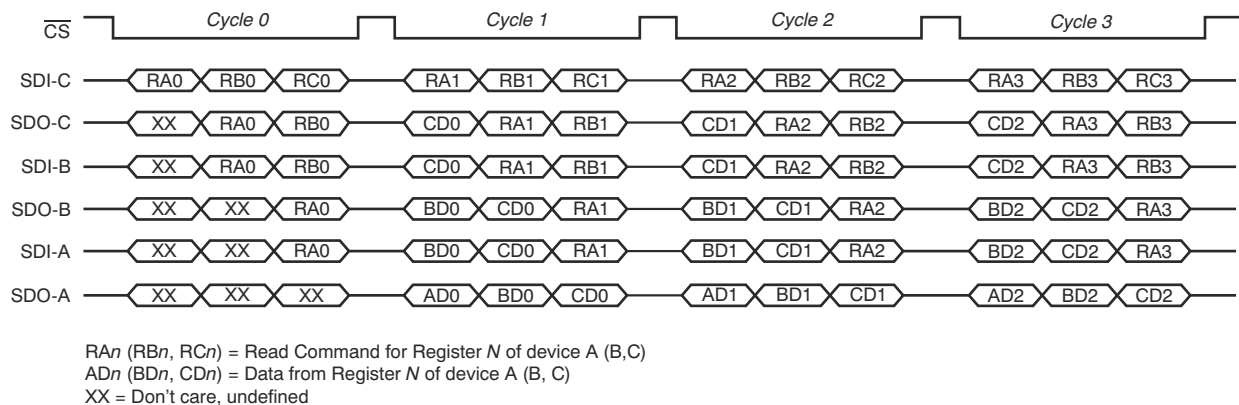 CS Cycle 0 Cycle 1 Cycle 2 Cycle 3
SDI-C RA0 RB0 RC0 RA1 RB1 RC1 RA2 RB2 RC2 RA3 RB3 RC3
SDO-C XX RA0 RB0 CD0 RA1 RB1 CD1 RA2 RB2 CD2 RA3 RB3
SDI-B XX RA0 RB0 CD0 RA1 RB1 CD1 RA2 RB2 CD2 RA3 RB3
SDO-B XX XX RA0 BD0 CD0 RA1 BD1 CD1 RA2 BD2 CD2 RA3
SDI-A XX XX RA0 BD0 CD0 RA1 BD1 CD1 RA2 BD2 CD2 RA3
SDO-A XX XX XX AD0 BD0 CD0 AD1 BD1 CD1 AD2 BD2 CD2
RAn (RBn, RCn) = Read Command for Register N of device A (B,C)
ADn (BDn, CDn) = Data from Register N of device A (B, C)
XX = Don't care, undefined